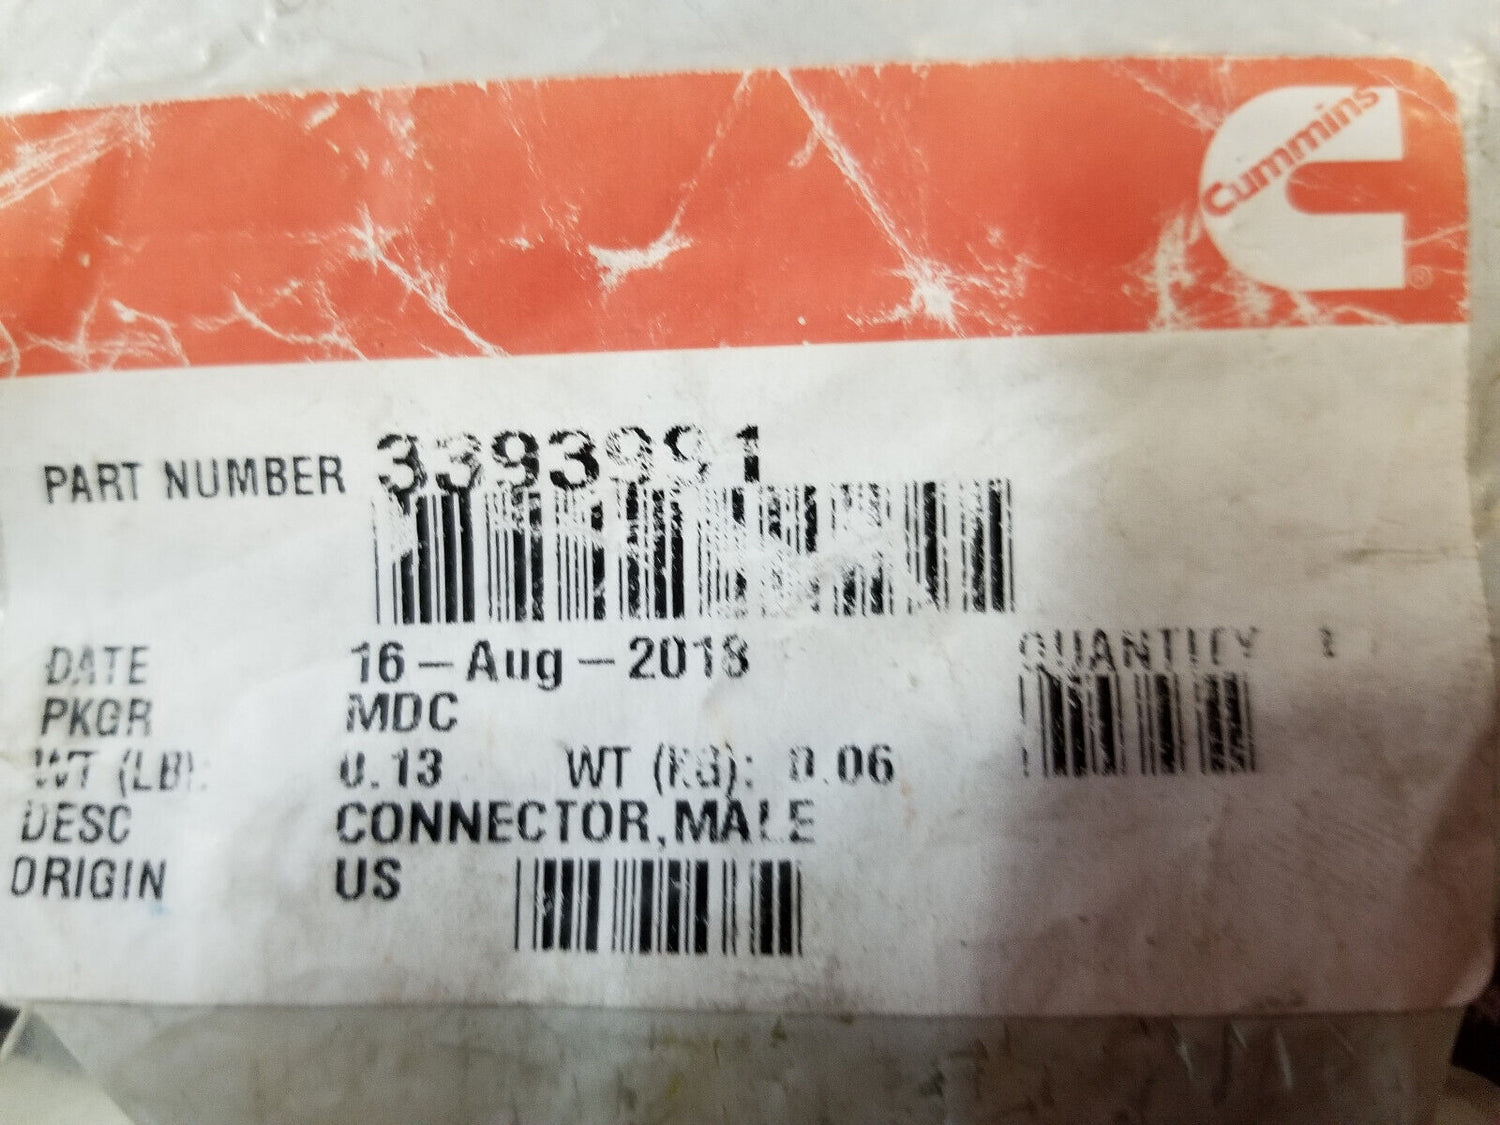 Cummins
®
PART NUMBER 3393991
DATE 16-Aug-2018 QUANTITY
PKGR MDC
WT (LB): 0.13 WT (KG): 0.06
DESC CONNECTOR,MALE
ORIGIN US